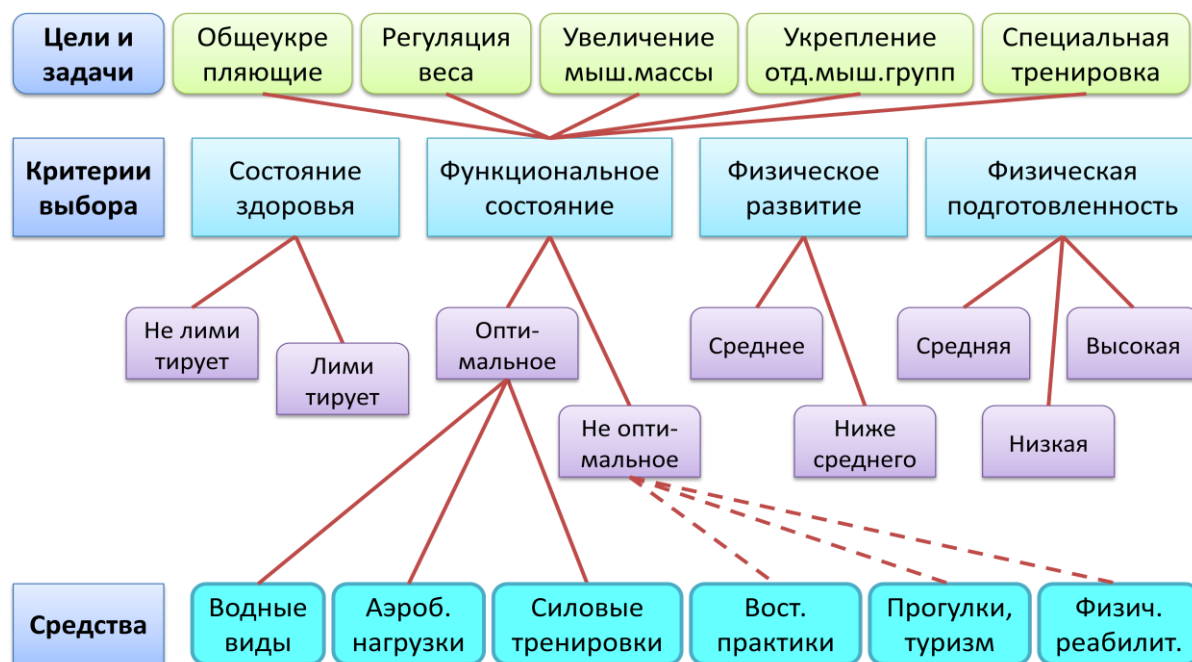 Цели и
задачи
Общеукре
пляющие
Регуляция
веса
Увеличение
мыш.массы
Укрепление
отд.мыш.групп
Специальная
тренировка
Критерии
выбора
Состояние
здоровья
Функциональное
состояние
Физическое
развитие
Физическая
подготовленность
Не лими
тирует
Лими
тирует
Опти-
мальное
Не опти-
мальное
Среднее
Ниже
среднего
Средняя
Низкая
Высокая
Средства
Водные
виды
Аэроб.
нагрузки
Силовые
тренировки
Вост.
практики
Прогулки,
туризм
Физич.
реабилит.